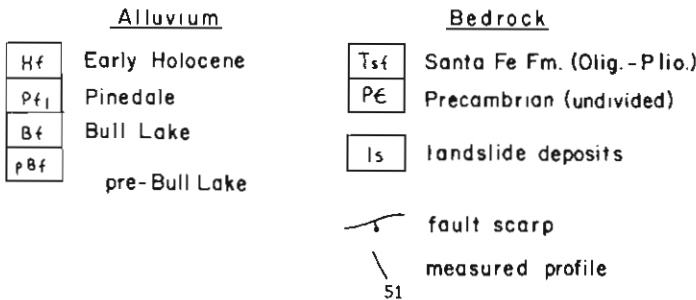 Alluvium
Hf Early Holocene
Pf1 Pinedale
Bf Bull Lake
pBf
pre-Bull Lake
Bedrock
Tsf Santa Fe Fm. (Olig.-Plio.)
P€ Precambrian (undivided)
ls landslide deposits
fault scarp
measured profile
51